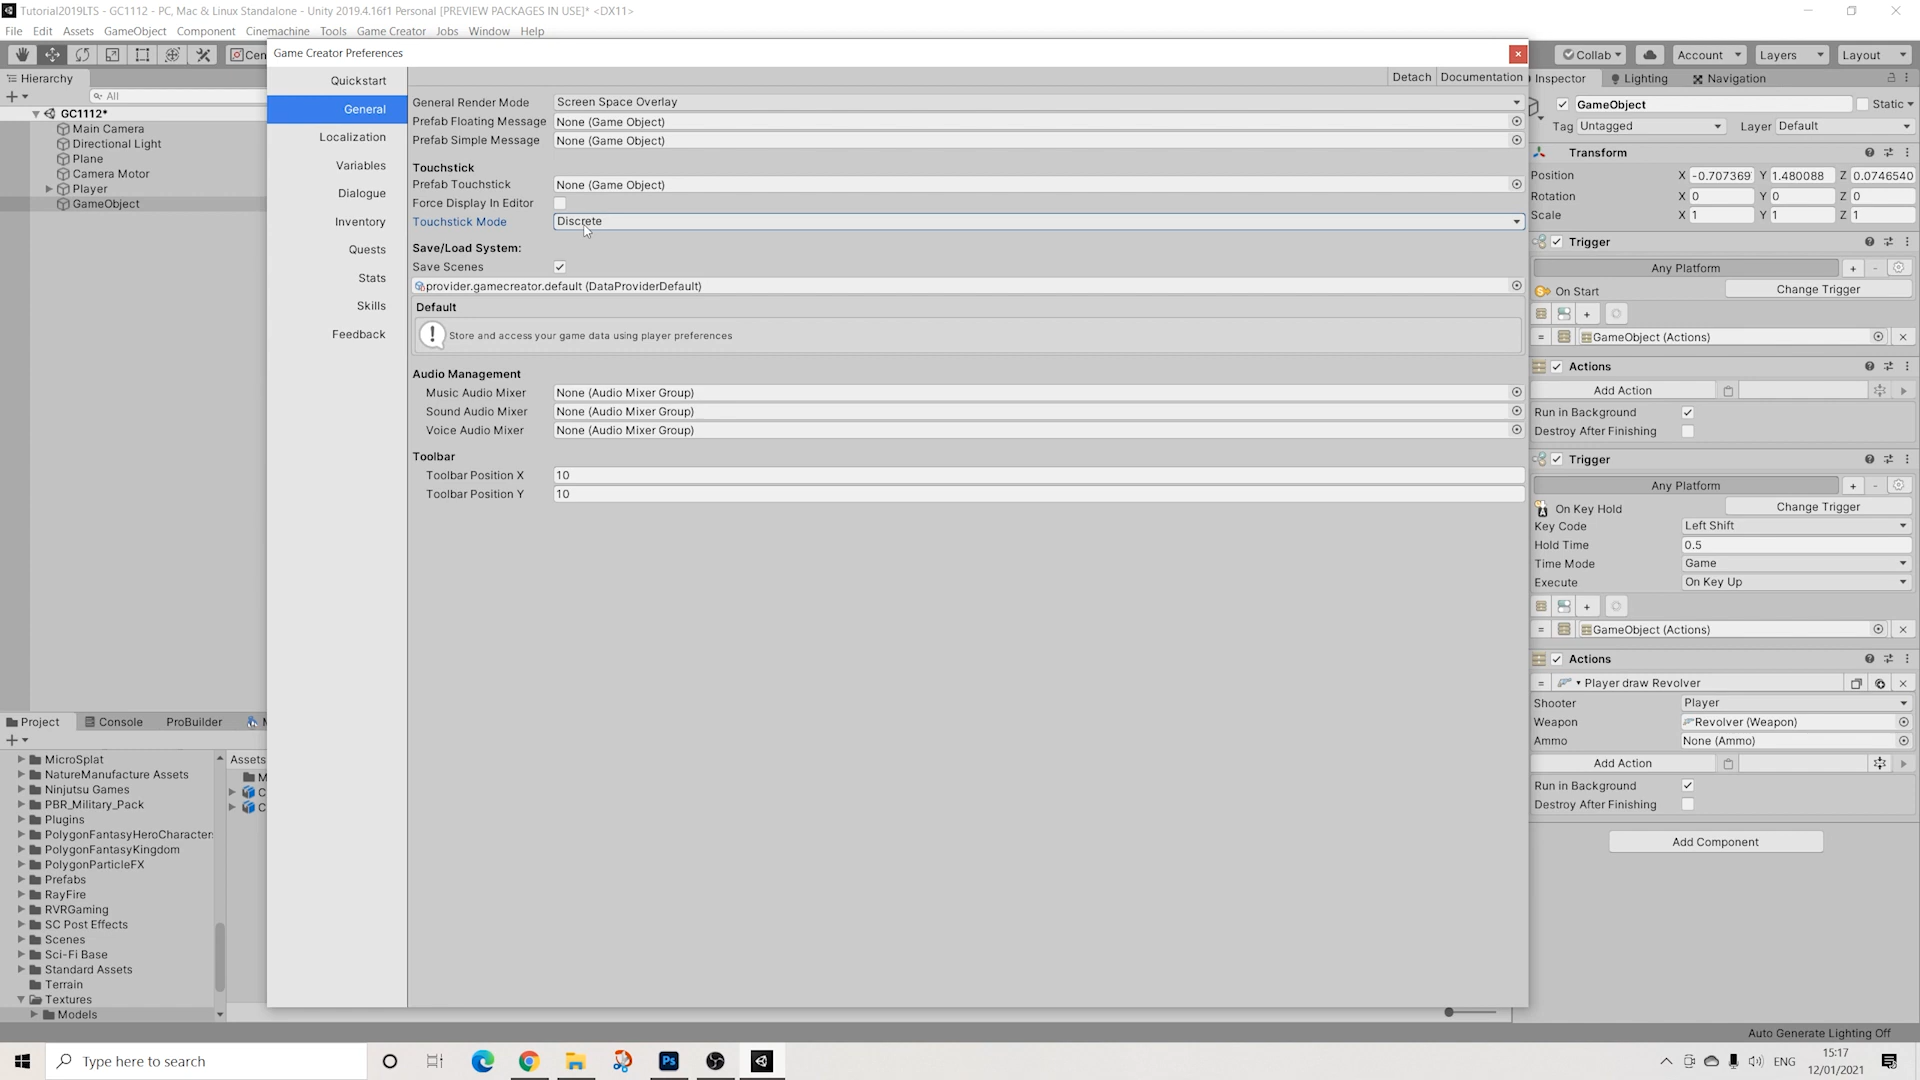 Tutorial2019LTS - GC1112 - PC, Mac & Linux Standalone - Unity 2019.4.16f1 Personal [PREVIEW PACKAGES IN USE]* <DX11>
File Edit Assets GameObject Component Cinemachine Tools Game Creator Jobs Window Help
Cen
Collab Account Layers Layout
Hierarchy
All
GC1112*
Main Camera
Directional Light
Plane
Camera Motor
Player
GameObject
Game Creator Preferences
Detach Documentation
Quickstart
General
Localization
Variables
Dialogue
Inventory
Quests
Stats
Skills
Feedback
General Render Mode Screen Space Overlay
Prefab Floating Message None (Game Object)
Prefab Simple Message None (Game Object)
Touchstick
Prefab Touchstick None (Game Object)
Force Display In Editor
Touchstick Mode Discrete
Save/Load System:
Save Scenes
provider.gamecreator.default (DataProviderDefault)
Default
Store and access your game data using player preferences
Audio Management
Music Audio Mixer None (Audio Mixer Group)
Sound Audio Mixer None (Audio Mixer Group)
Voice Audio Mixer None (Audio Mixer Group)
Toolbar
Toolbar Position X 10
Toolbar Position Y 10
Inspector Lighting Navigation
GameObject Static
Tag Untagged Layer Default
Transform
Position X -0.707369 Y 1.480088 Z 0.0746540
Rotation X 0 Y 0 Z 0
Scale X 1 Y 1 Z 1
Trigger
Any Platform + -
On Start Change Trigger
+
= GameObject (Actions)
Actions
Add Action
Run in Background
Destroy After Finishing
Trigger
Any Platform + -
On Key Hold Change Trigger
Key Code Left Shift
Hold Time 0.5
Time Mode Game
Execute On Key Up
+
= GameObject (Actions)
Actions
= Player draw Revolver
Shooter Player
Weapon Revolver (Weapon)
Ammo None (Ammo)
Add Action
Run in Background
Destroy After Finishing
Add Component
Project Console ProBuilder M
Assets
M
C
C
MicroSplat
NatureManufacture Assets
Ninjutsu Games
PBR_Military_Pack
Plugins
PolygonFantasyHeroCharacter
PolygonFantasyKingdom
PolygonParticleFX
Prefabs
RayFire
RVRGaming
SC Post Effects
Scenes
Sci-Fi Base
Standard Assets
Terrain
Textures
Models
Auto Generate Lighting Off
Type here to search
Ps
ENG
15:17
12/01/2021